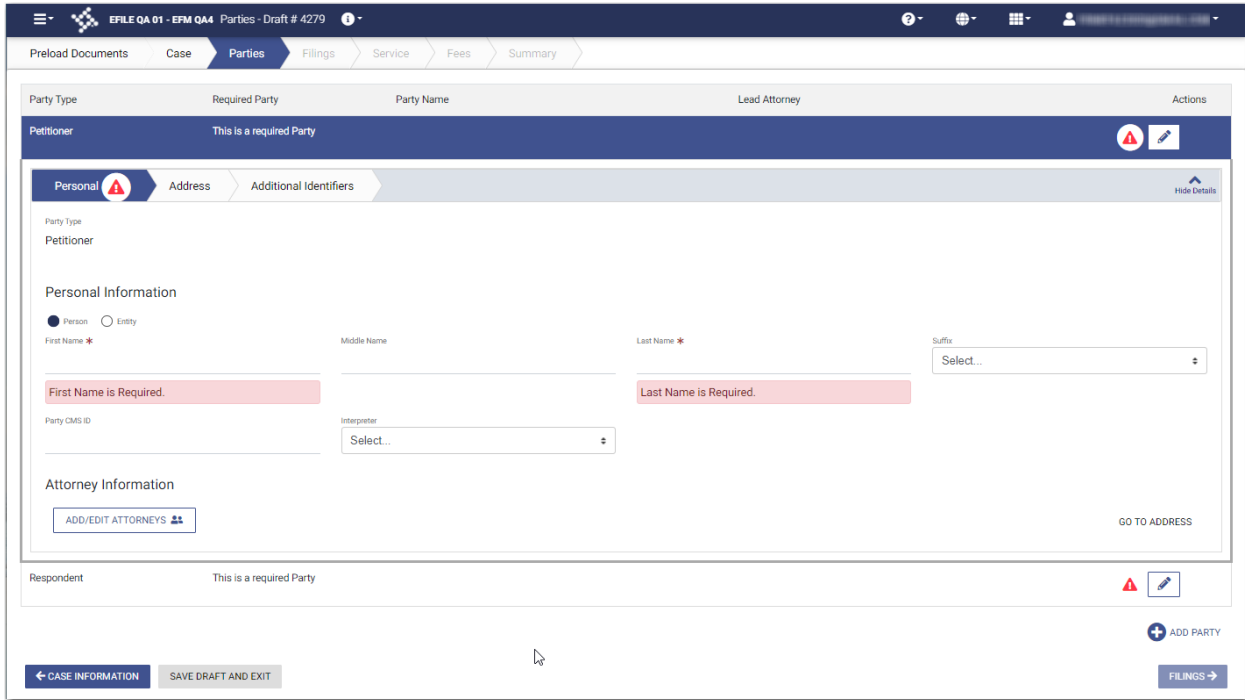 EFILE QA 01 - EFM QA4 Parties - Draft # 4279
Preload Documents Case Parties Filings Service Fees Summary
Party Type Required Party Party Name Lead Attorney Actions
Petitioner This is a required Party
Personal Address Additional Identifiers Hide Details
Party Type
Petitioner
Personal Information
Person Entity
First Name * Middle Name Last Name * Suffix
Select...
First Name is Required. Last Name is Required.
Party CMS ID Interpreter
Select...
Attorney Information
ADD/EDIT ATTORNEYS GO TO ADDRESS
Respondent This is a required Party
ADD PARTY
CASE INFORMATION SAVE DRAFT AND EXIT FILINGS